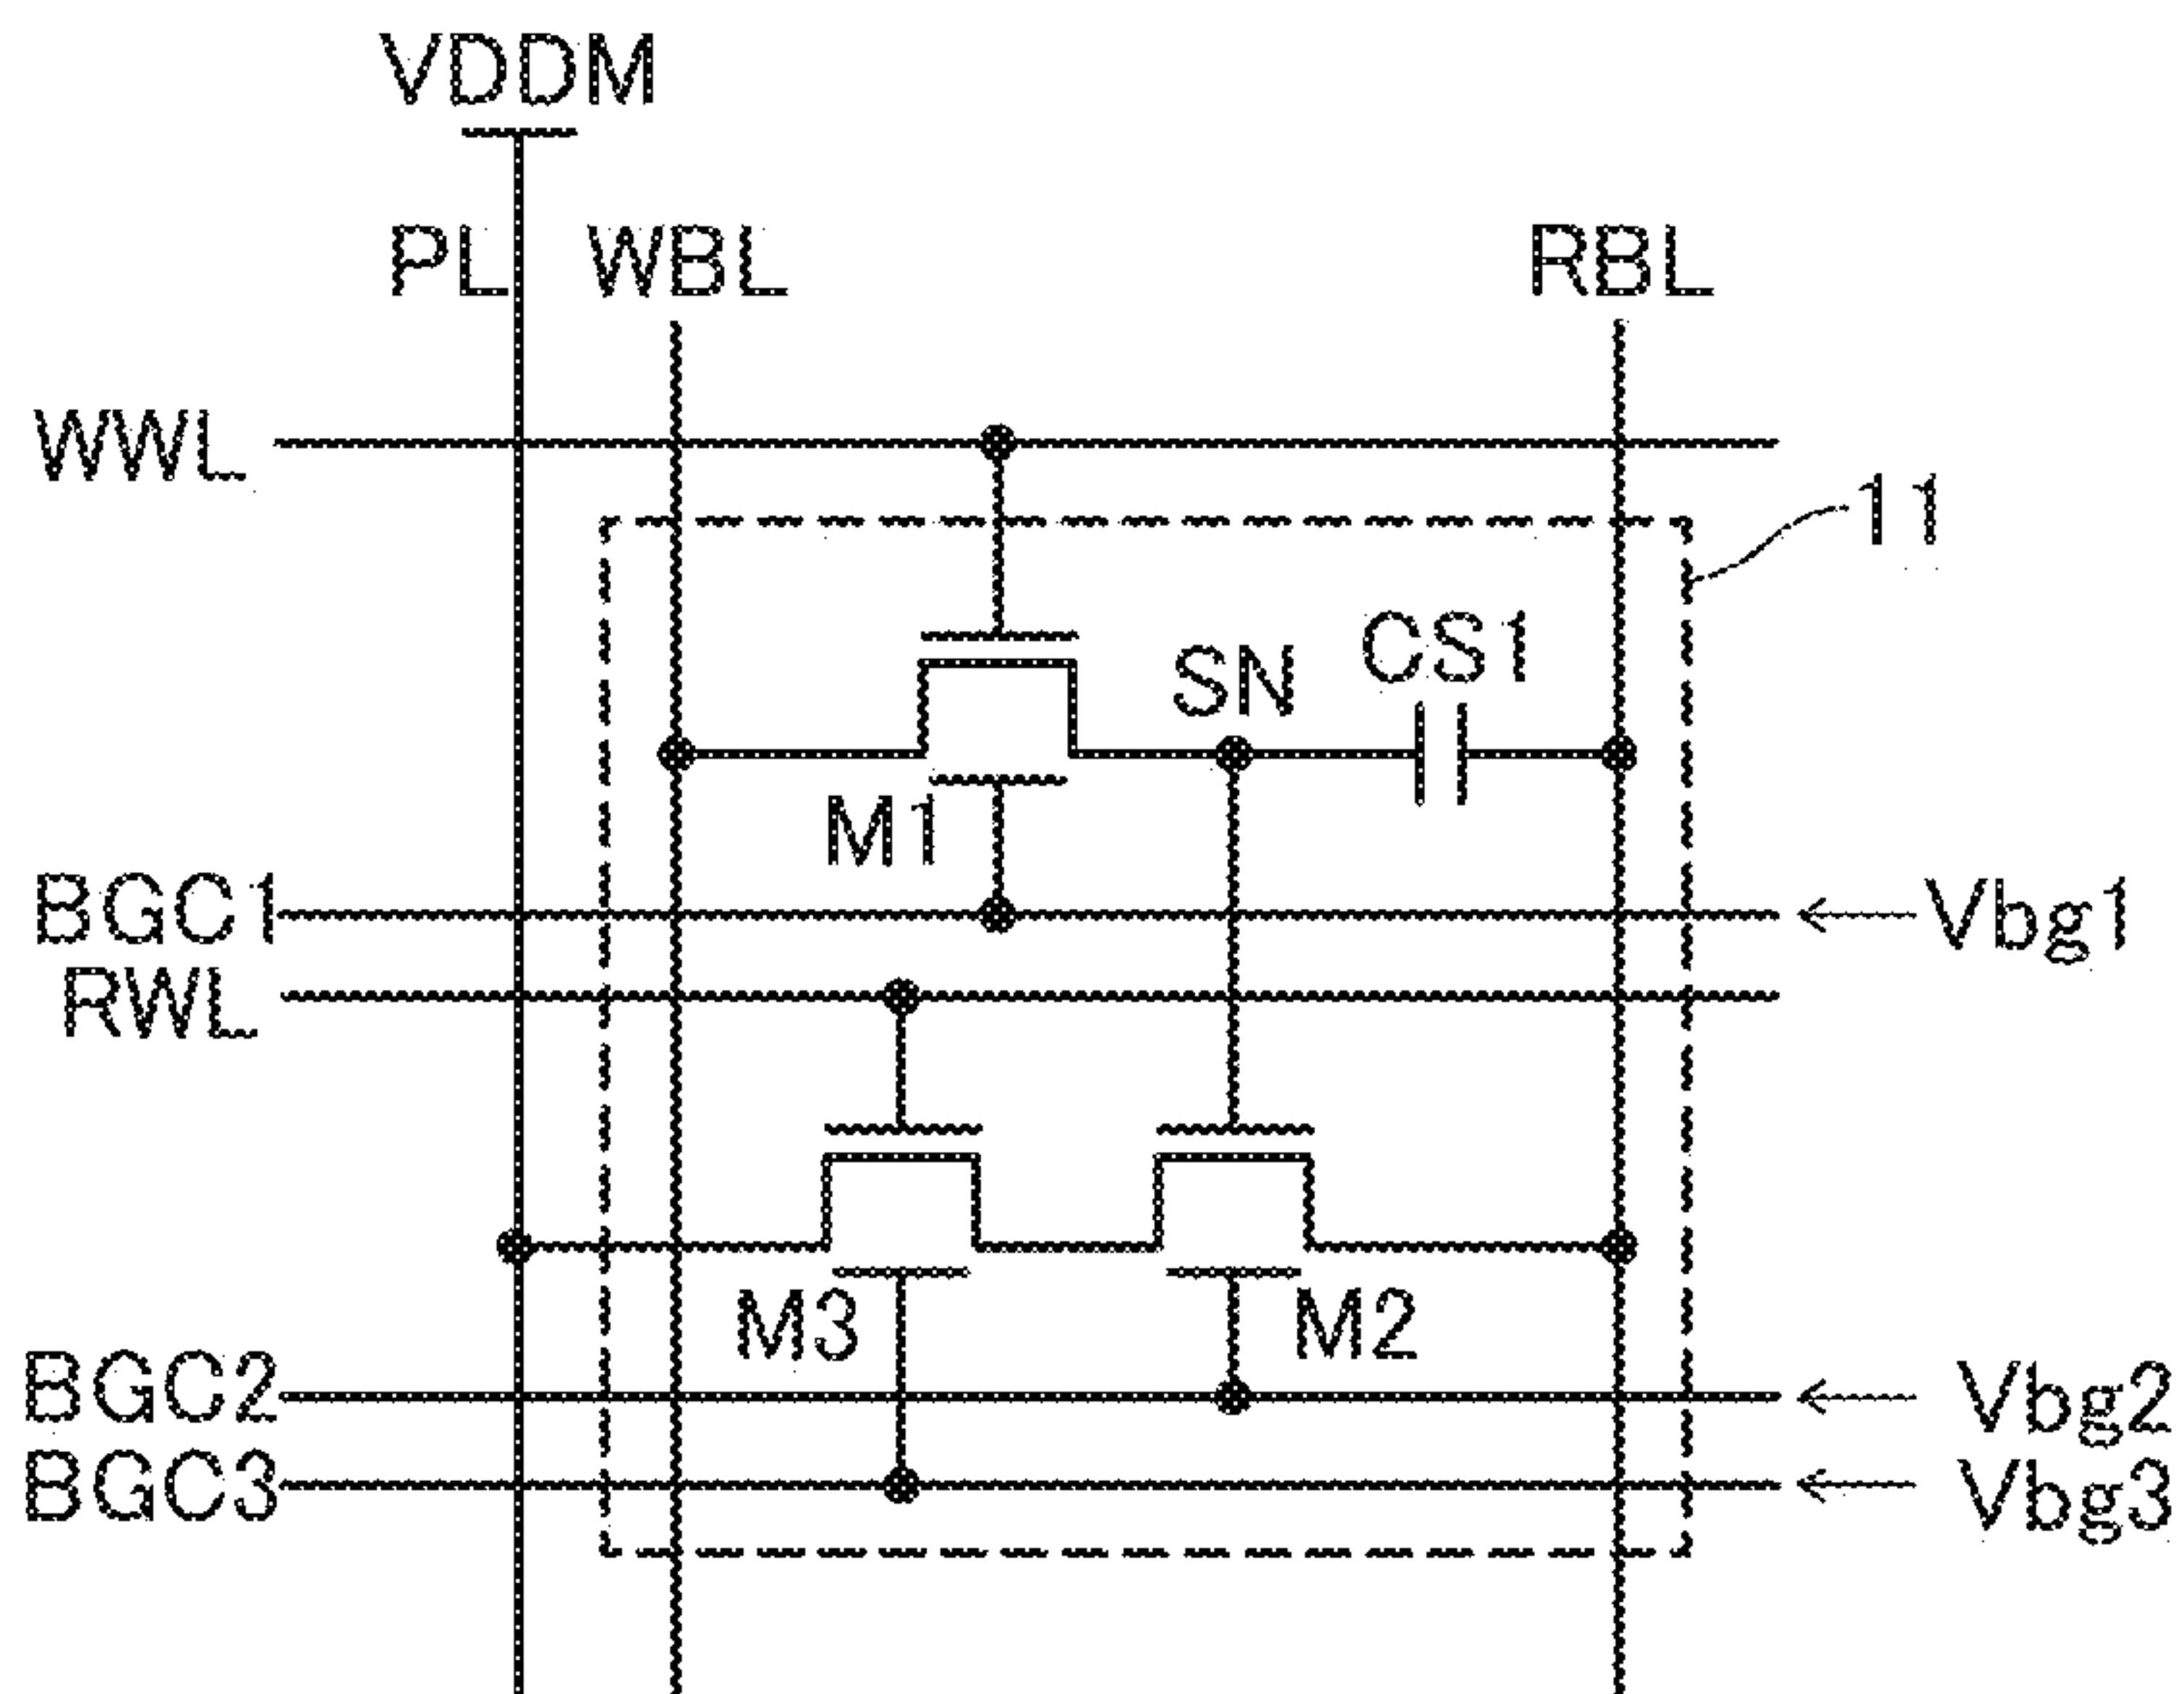 VDDM
PL WBL RBL
WWL
11
SN CS1
M1
BGC1 Vbg1
RWL
M3 M2
BGC2 Vbg2
BGC3 Vbg3